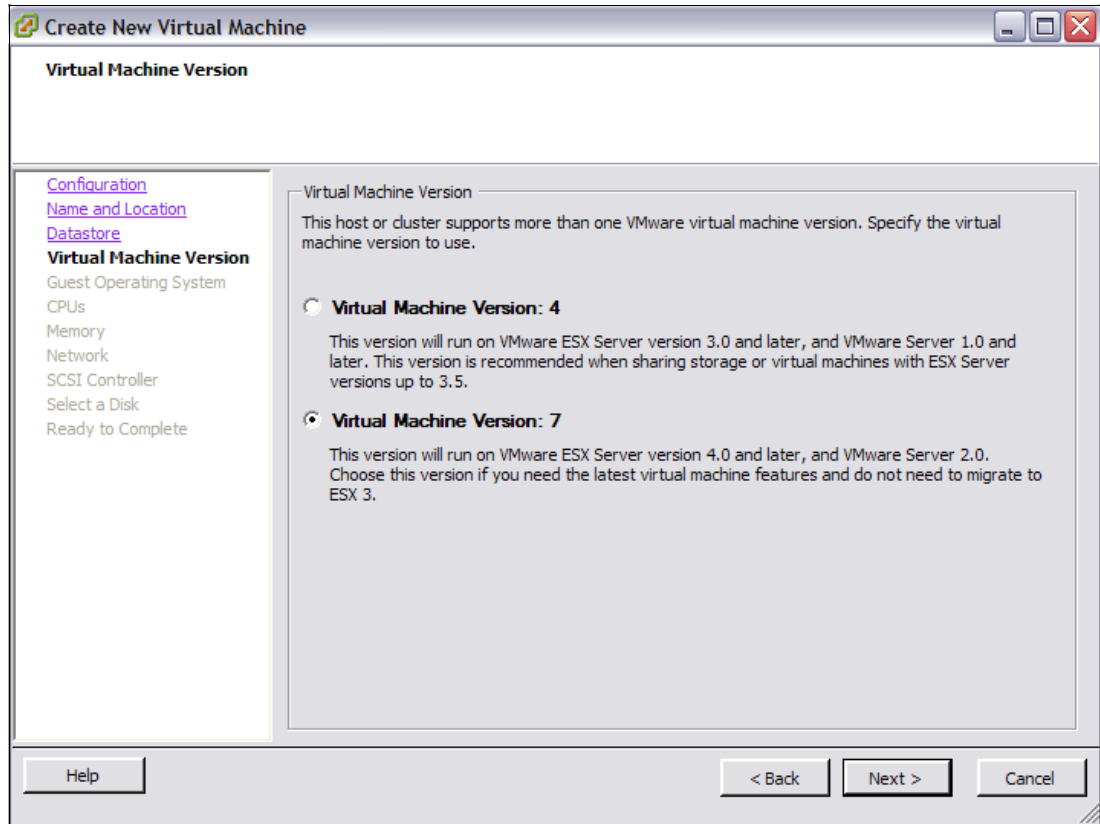 Create New Virtual Machine
Virtual Machine Version
Configuration
Name and Location
Datastore
Virtual Machine Version
Guest Operating System
CPUs
Memory
Network
SCSI Controller
Select a Disk
Ready to Complete
Virtual Machine Version
This host or cluster supports more than one VMware virtual machine version. Specify the virtual
machine version to use.
Virtual Machine Version: 4
This version will run on VMware ESX Server version 3.0 and later, and VMware Server 1.0 and
later. This version is recommended when sharing storage or virtual machines with ESX Server
versions up to 3.5.
Virtual Machine Version: 7
This version will run on VMware ESX Server version 4.0 and later, and VMware Server 2.0.
Choose this version if you need the latest virtual machine features and do not need to migrate to
ESX 3.
Help
< Back
Next >
Cancel